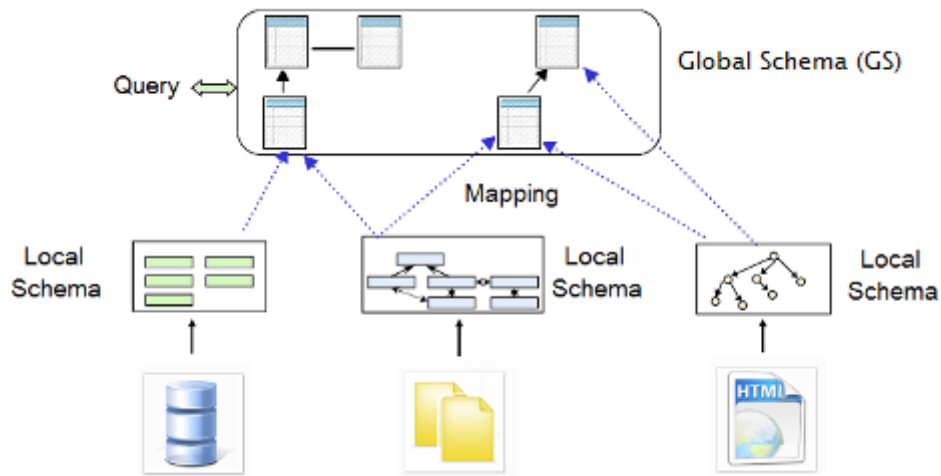 Global Schema (GS)
Query
Mapping
Local
Schema
Local
Schema
Local
Schema
HTML